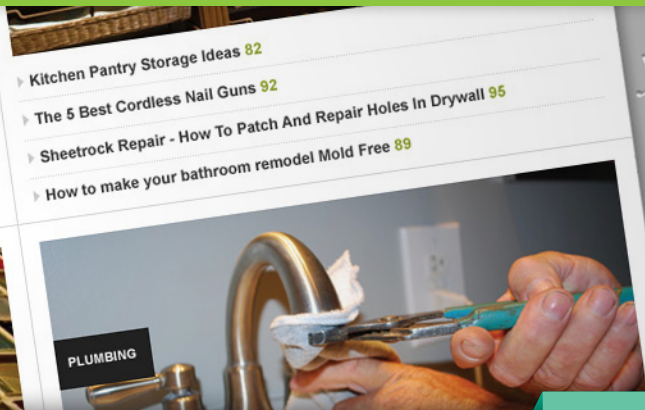 Kitchen Pantry Storage Ideas 82
The 5 Best Cordless Nail Guns 92
Sheetrock Repair - How To Patch And Repair Holes In Drywall 95
How to make your bathroom remodel Mold Free 89
PLUMBING